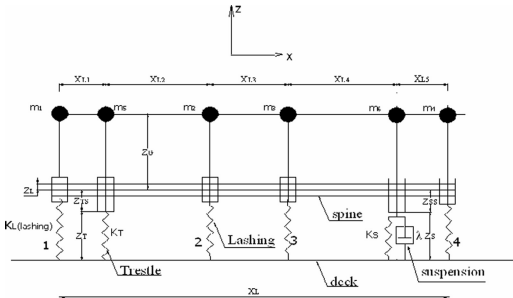 z
x
XL1 XL2 XL3 XL4 XL5
m1 m5 m2 m3 m6 m4
ZG
ZL ZTS ZSS
spine
KL(lashing) KT KS λ ZS
1 ZT 2 Lashing 3 4
Trestle deck suspension
XL